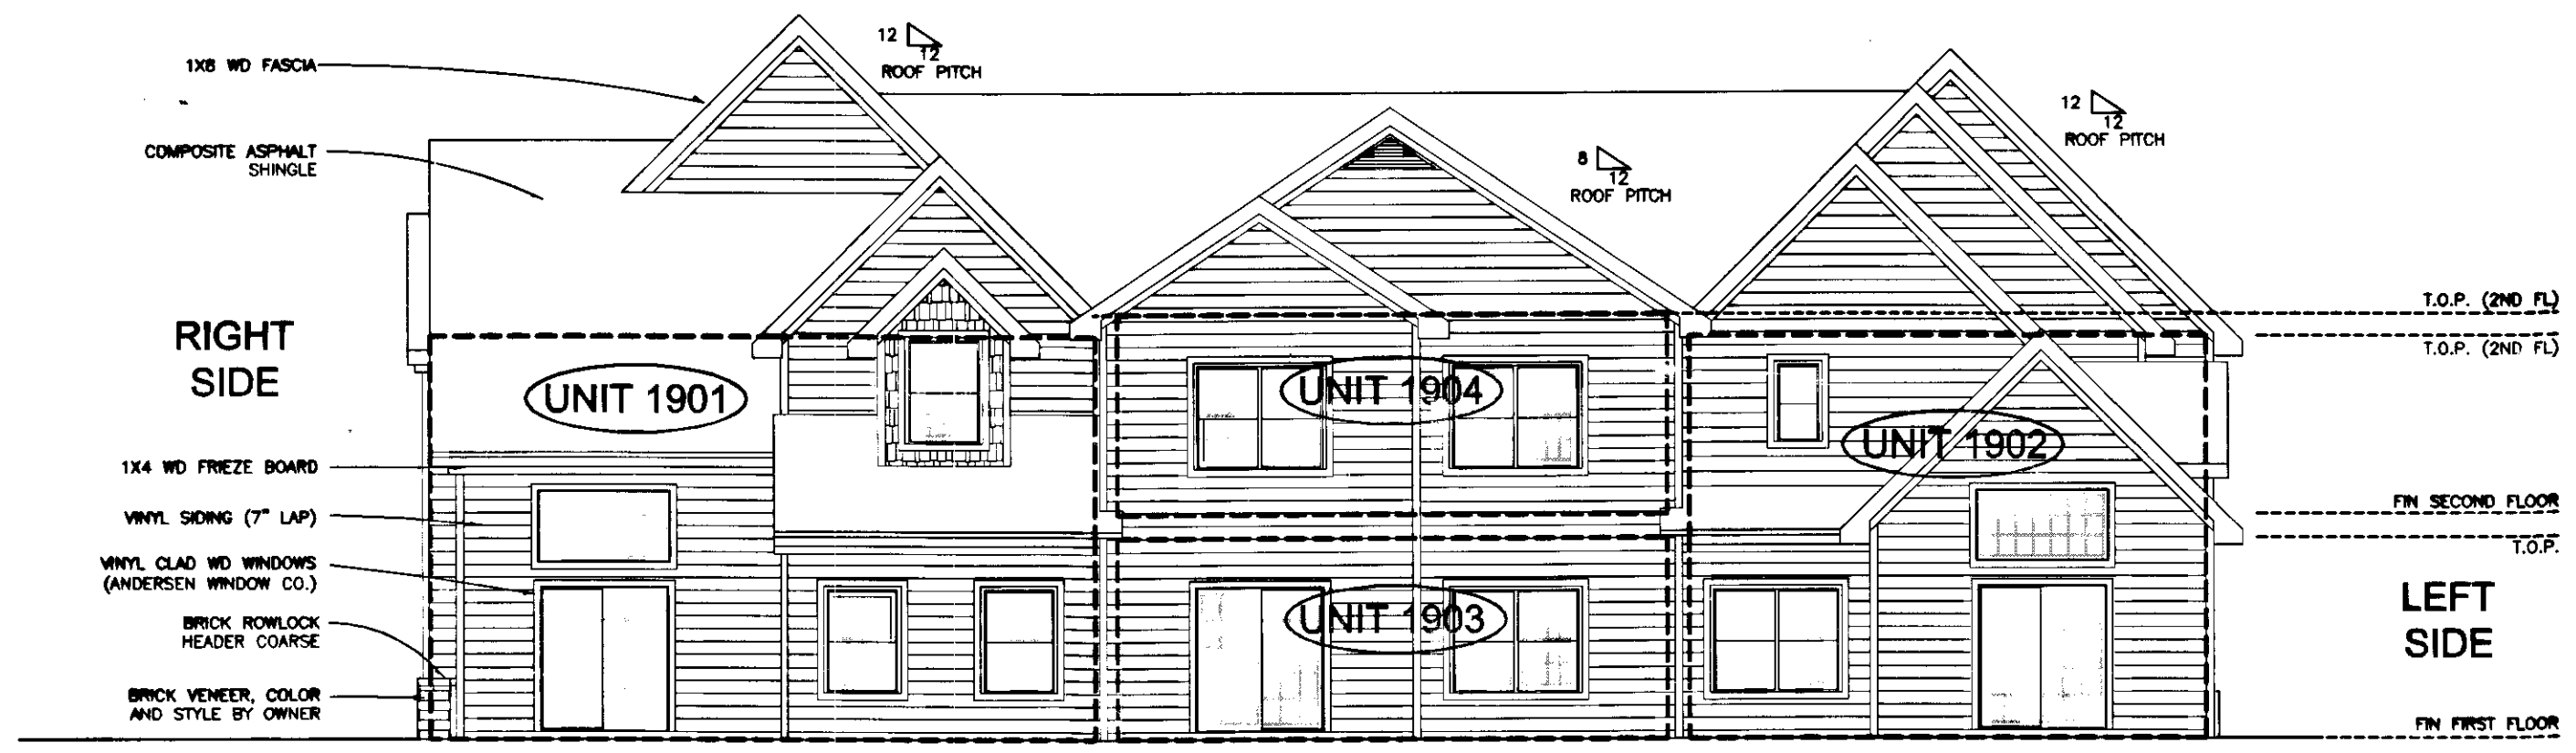 1X8 WD FASCIA
COMPOSITE ASPHALT
SHINGLE
RIGHT
SIDE
1X4 WD FRIEZE BOARD
VINYL SIDING (7" LAP)
VINYL CLAD WD WINDOWS
(ANDERSEN WINDOW CO.)
BRICK ROWLOCK
HEADER COARSE
BRICK VENEER, COLOR
AND STYLE BY OWNER
12
12
ROOF PITCH
8
12
ROOF PITCH
12
12
ROOF PITCH
UNIT 1901
UNIT 1904
UNIT 1903
UNIT 1902
T.O.P. (2ND FL)
T.O.P. (2ND FL)
FIN SECOND FLOOR
T.O.P.
LEFT
SIDE
FIN FIRST FLOOR